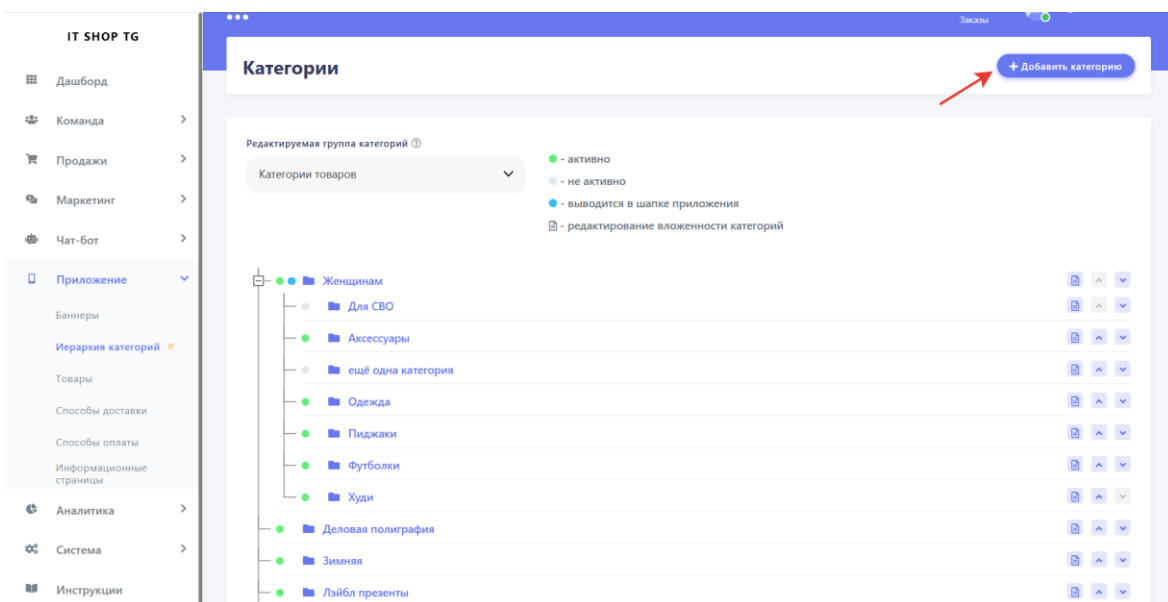 IT SHOP TG
Дашборд
Команда
Продажи
Маркетинг
Чат-бот
Приложение
Баннеры
Иерархия категорий
Товары
Способы доставки
Способы оплаты
Информационные
страницы
Аналитика
Система
Инструкции
Заказы
Категории
+ Добавить категорию
Редактируемая группа категорий
Категории товаров
- активно
- не активно
- выводится в шапке приложения
- редактирование вложенности категорий
Женщинам
Для СВО
Аксессуары
ещё одна категория
Одежда
Пиджаки
Футболки
Худи
Деловая полиграфия
Зимняя
Лэйбл презенты